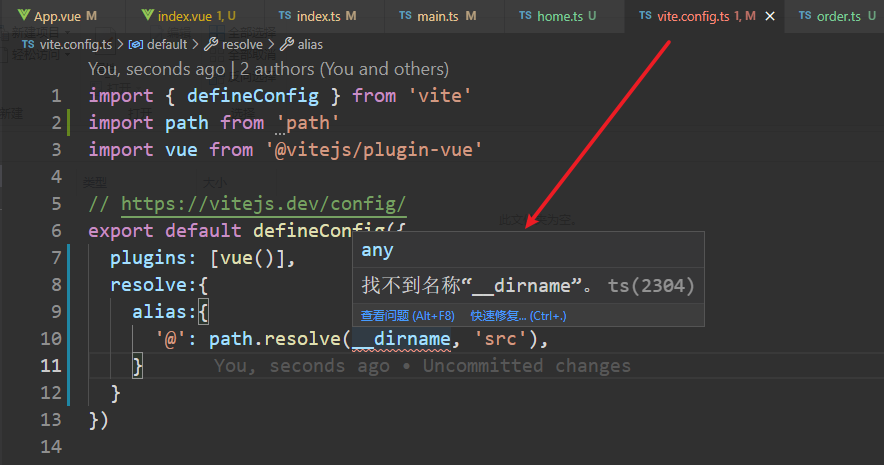 App.vue M index.vue 1, U TS index.ts M TS main.ts M TS home.ts U TS vite.config.ts 1, M TS order.ts U
TS vite.config.ts > default > resolve > alias
You, seconds ago | 2 authors (You and others)
1 import { defineConfig } from 'vite'
2 import path from 'path'
3 import vue from '@vitejs/plugin-vue'
4
5 // https://vitejs.dev/config/
6 export default defineConfig({
any
找不到名称“__dirname”。 ts(2304)
查看问题 (Alt+F8) 快速修复... (Ctrl+.)
7 plugins: [vue()],
8 resolve:{
9 alias:{
10 '@': path.resolve(__dirname, 'src'),
11 } You, seconds ago • Uncommitted changes
12 }
13 })
14